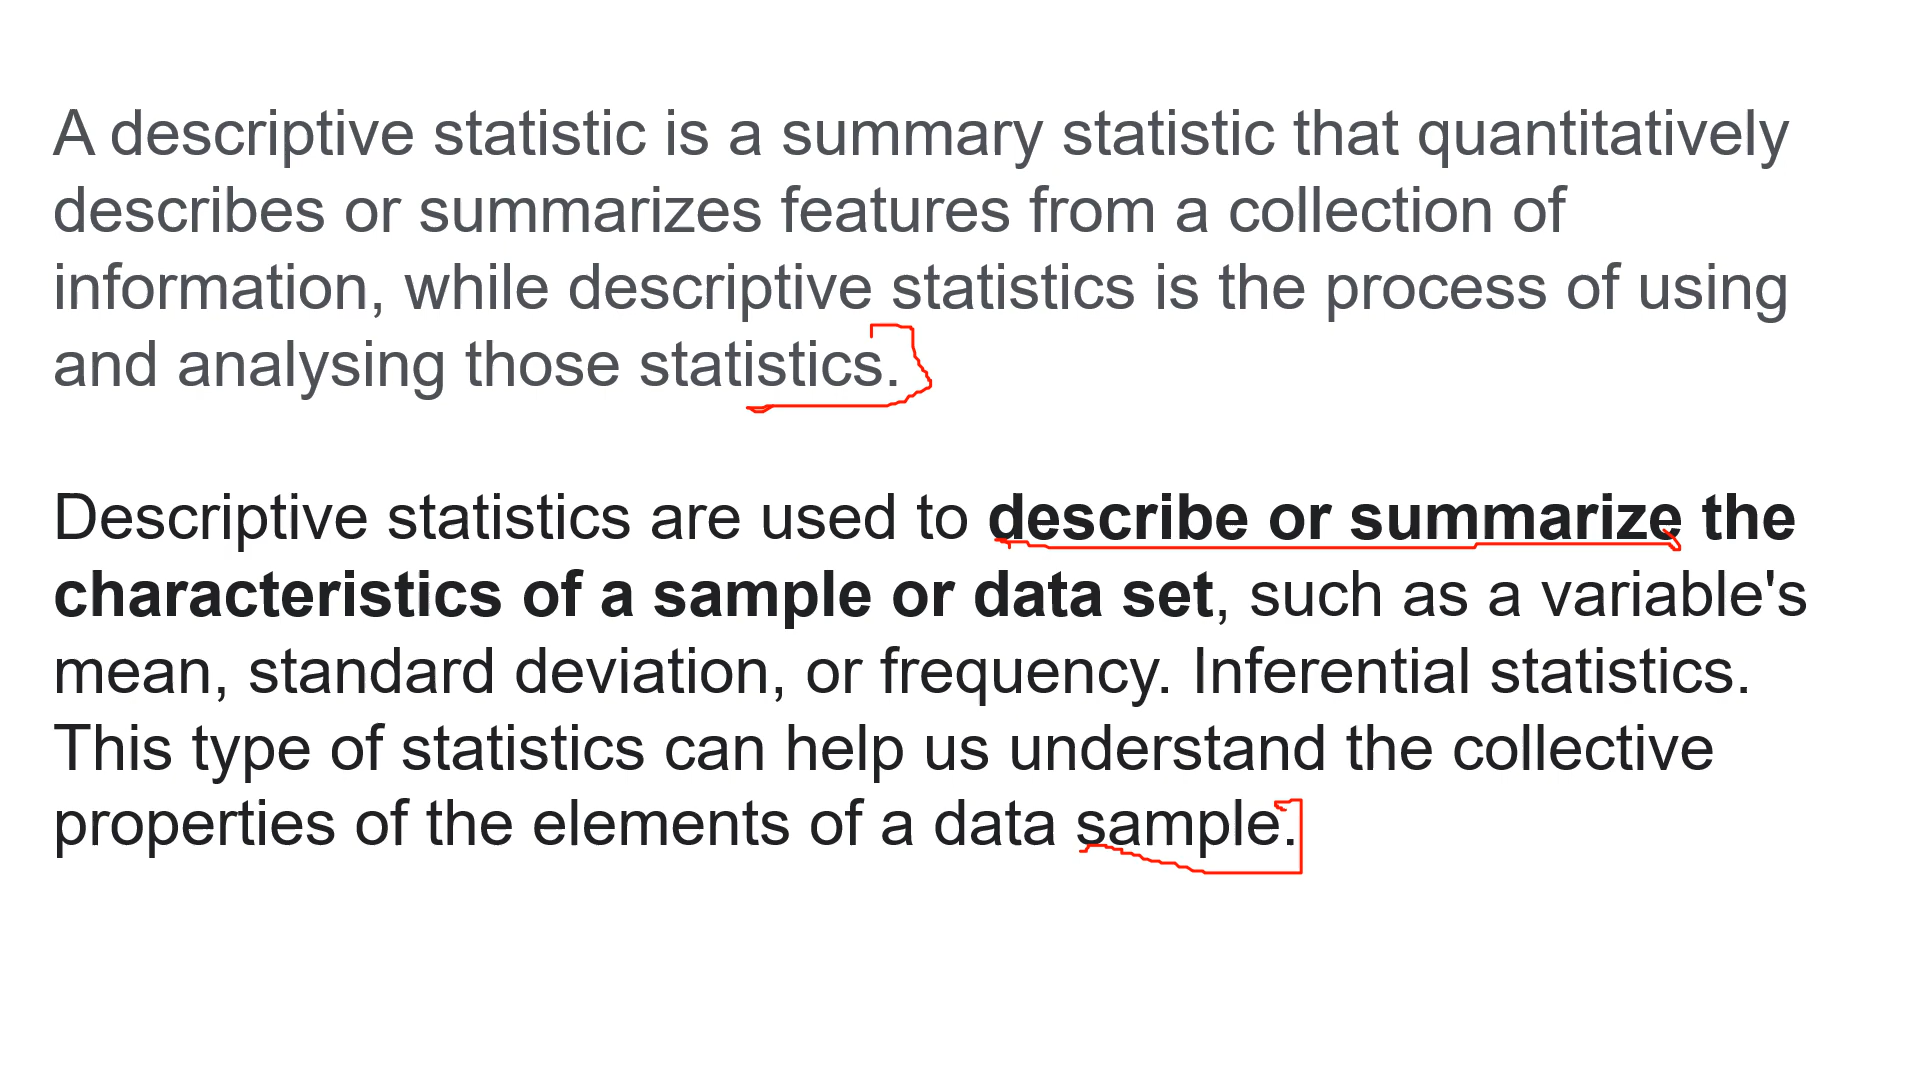 A descriptive statistic is a summary statistic that quantitatively
describes or summarizes features from a collection of
information, while descriptive statistics is the process of using
and analysing those statistics.
Descriptive statistics are used to describe or summarize the
characteristics of a sample or data set, such as a variable's
mean, standard deviation, or frequency. Inferential statistics.
This type of statistics can help us understand the collective
properties of the elements of a data sample.